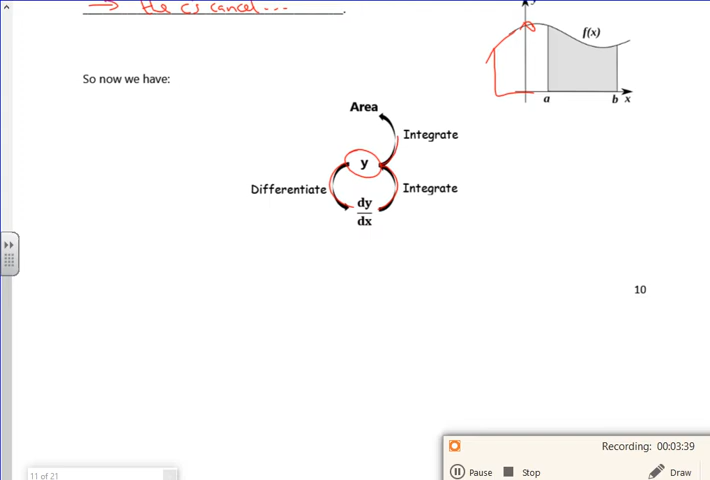 → the c's cancel...
y
f(x)
So now we have:
a b x
Area
Integrate
y
Differentiate Integrate
dy
dx
10
Recording: 00:03:39
Pause Stop Draw
11 of 21